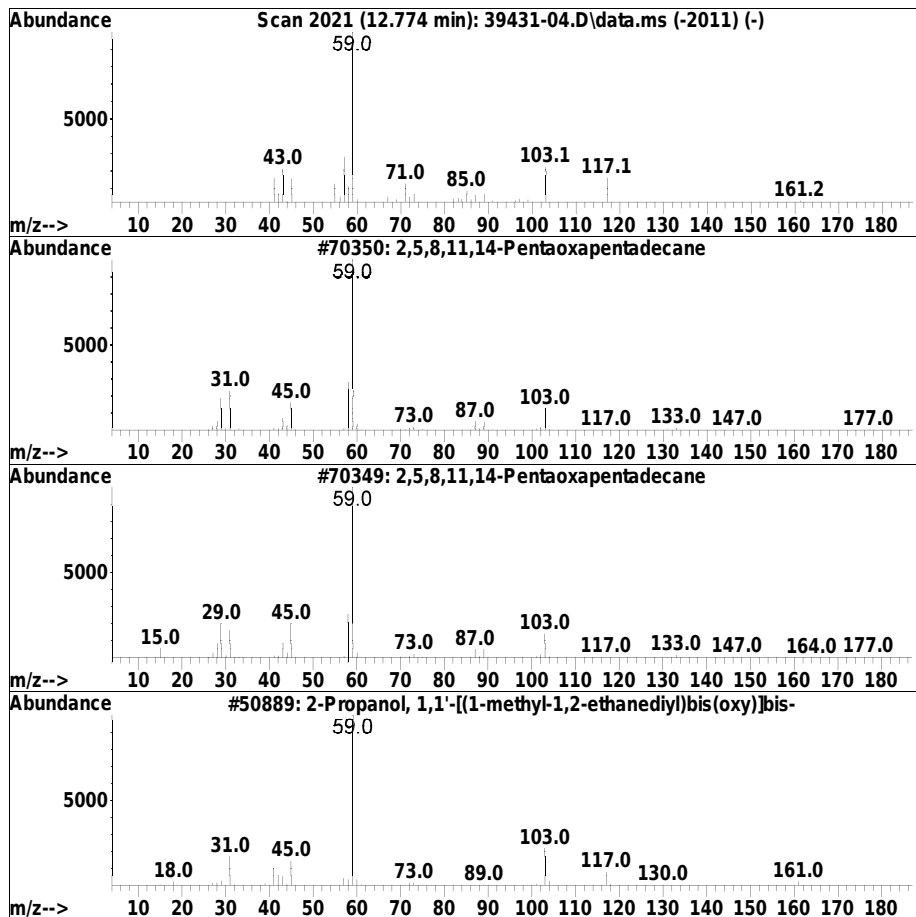 Abundance Scan 2021 (12.774 min): 39431-04.D\data.ms (-2011) (-)
59.0
5000
43.0 71.0 85.0 103.1 117.1 161.2
m/z--> 10 20 30 40 50 60 70 80 90 100 110 120 130 140 150 160 170 180
Abundance #70350: 2,5,8,11,14-Pentaoxapentadecane
59.0
5000
31.0 45.0 73.0 87.0 103.0 117.0 133.0 147.0 177.0
m/z--> 10 20 30 40 50 60 70 80 90 100 110 120 130 140 150 160 170 180
Abundance #70349: 2,5,8,11,14-Pentaoxapentadecane
59.0
5000
15.0 29.0 45.0 73.0 87.0 103.0 117.0 133.0 147.0 164.0 177.0
m/z--> 10 20 30 40 50 60 70 80 90 100 110 120 130 140 150 160 170 180
Abundance #50889: 2-Propanol, 1,1'-[(1-methyl-1,2-ethanediyl)bis(oxy)]bis-
59.0
5000
18.0 31.0 45.0 73.0 89.0 103.0 117.0 130.0 161.0
m/z--> 10 20 30 40 50 60 70 80 90 100 110 120 130 140 150 160 170 180